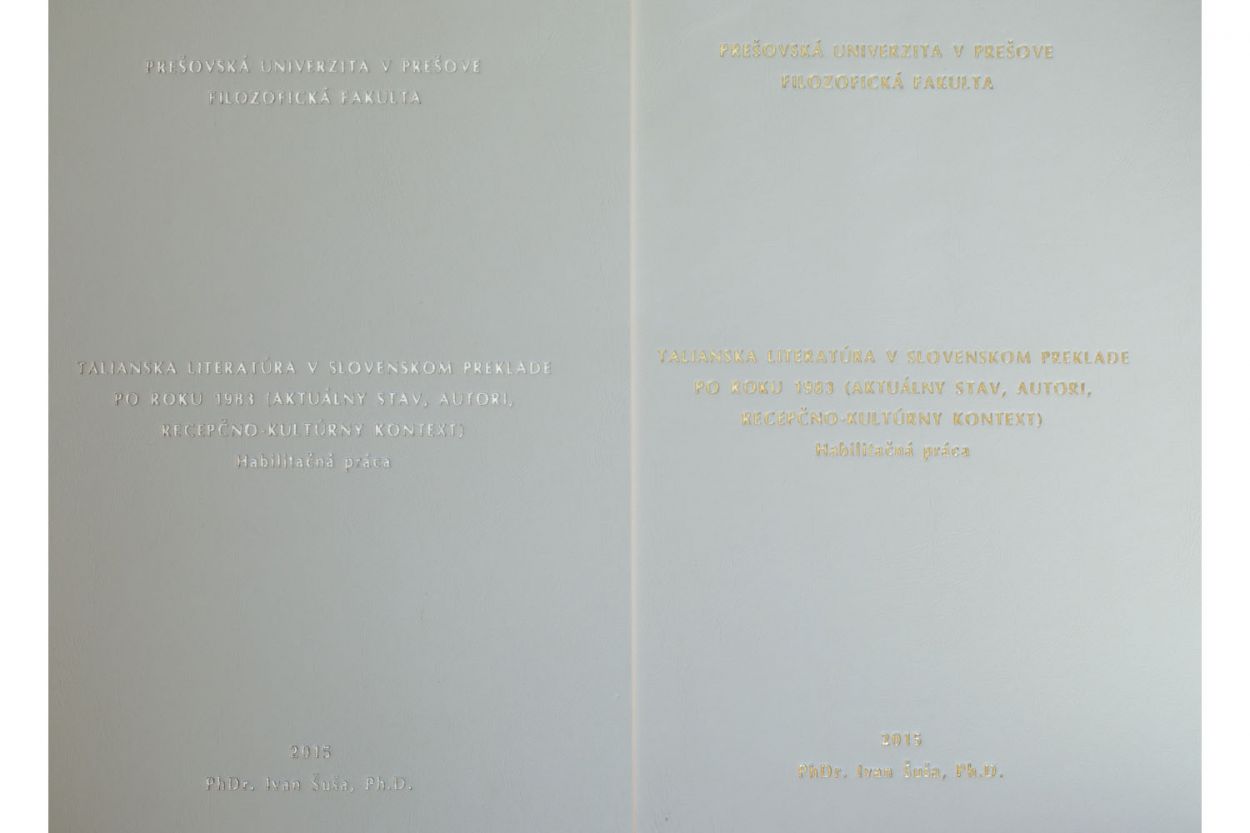 PREŠOVSKÁ UNIVERZITA V PREŠOVE
FILOZOFICKÁ FAKULTA
TALIANSKA LITERATÚRA V SLOVENSKOM PREKLADE
PO ROKU 1983 (AKTUÁLNY STAV, AUTORI,
RECEPČNO-KULTÚRNY KONTEXT)
Habilitačná práca
2015
PhDr. Ivan Šuša, Ph.D.
PREŠOVSKÁ UNIVERZITA V PREŠOVE
FILOZOFICKÁ FAKULTA
TALIANSKA LITERATÚRA V SLOVENSKOM PREKLADE
PO ROKU 1983 (AKTUÁLNY STAV, AUTORI,
RECEPČNO-KULTÚRNY KONTEXT)
Habilitačná práca
2015
PhDr. Ivan Šuša, Ph.D.